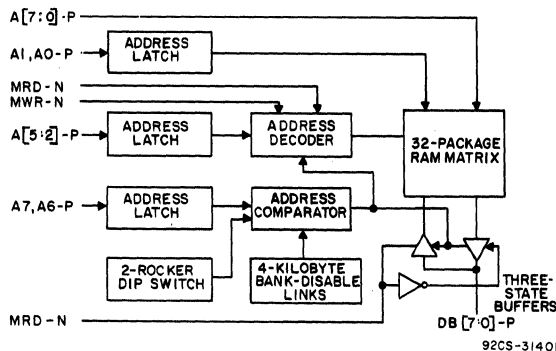 A[7:0]-P
A1, A0-P
ADDRESS
LATCH
MRD-N
MWR-N
A[5:2]-P
ADDRESS
LATCH
ADDRESS
DECODER
32-PACKAGE
RAM MATRIX
A7, A6-P
ADDRESS
LATCH
ADDRESS
COMPARATOR
2-ROCKER
DIP SWITCH
4-KILOBYTE
BANK-DISABLE
LINKS
THREE-
STATE
BUFFERS
MRD-N
DB[7:0]-P
92CS-31401